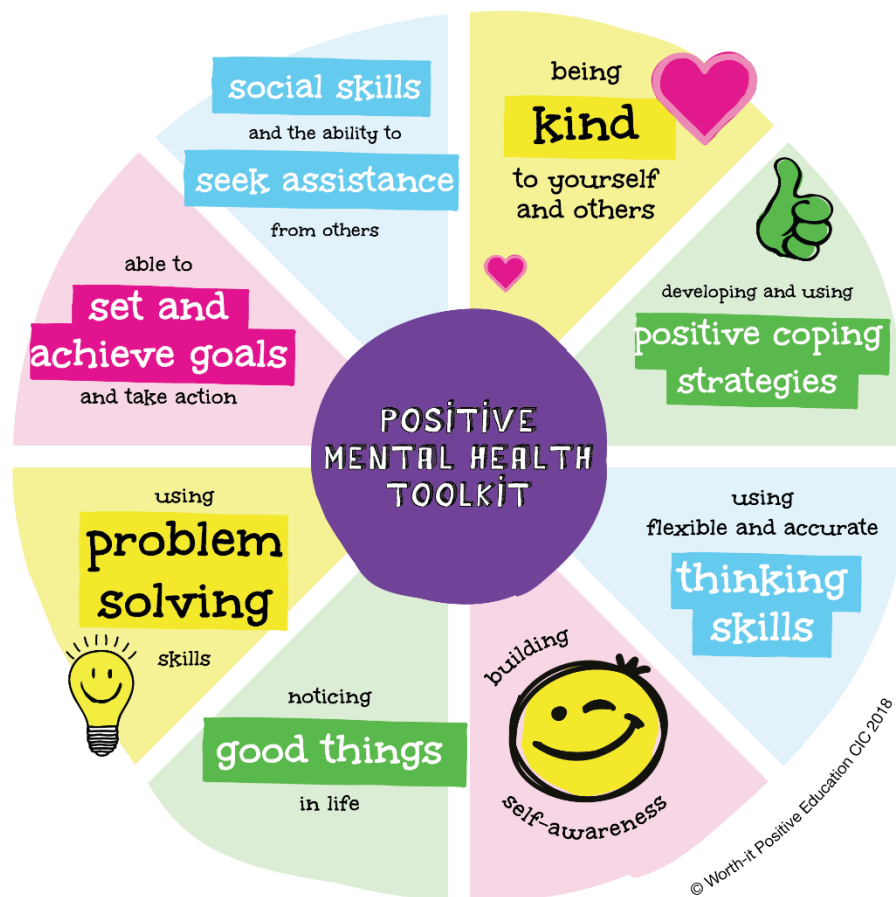 POSITIVE
MENTAL HEALTH
TOOLKIT
being
kind
to yourself
and others
developing and using
positive coping
strategies
using
flexible and accurate
thinking
skills
building
self-awareness
noticing
good things
in life
using
problem
solving
skills
able to
set and
achieve goals
and take action
social skills
and the ability to
seek assistance
from others
© Worth-it Positive Education CIC 2018